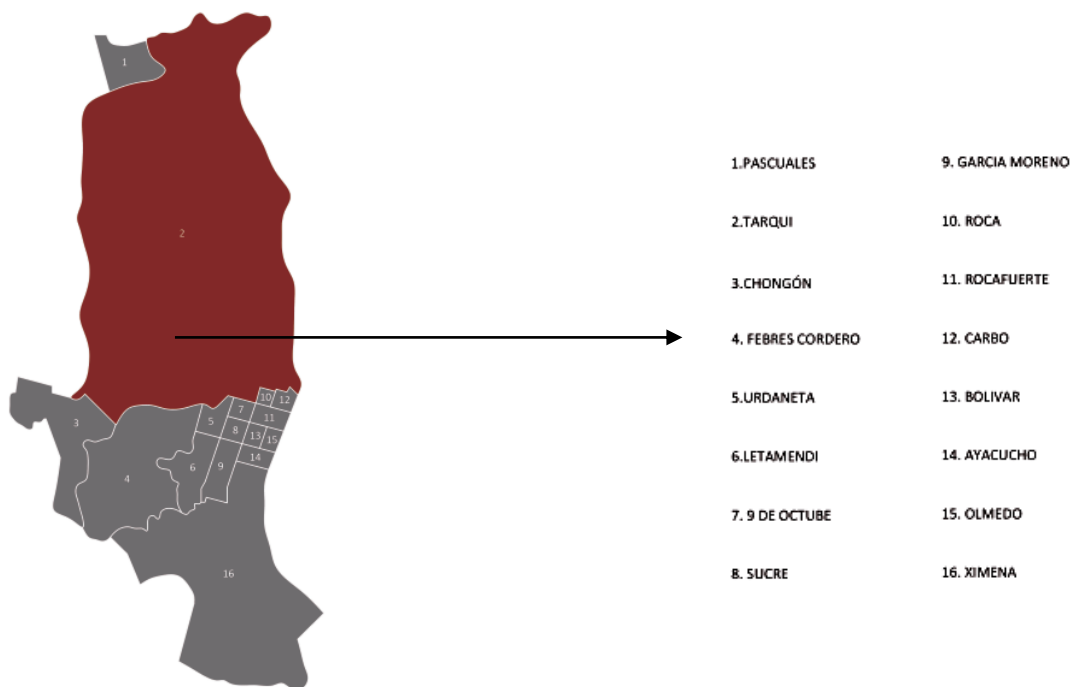 1
2
3
4
5
6
7
8
9
10
11
12
13
14
15
16
1.PASCUALES
2.TARQUI
3.CHONGÓN
4. FEBRES CORDERO
5.URDANETA
6.LETAMENDI
7. 9 DE OCTUBE
8. SUCRE
9. GARCIA MORENO
10. ROCA
11. ROCAFUERTE
12. CARBO
13. BOLIVAR
14. AYACUCHO
15. OLMEDO
16. XIMENA